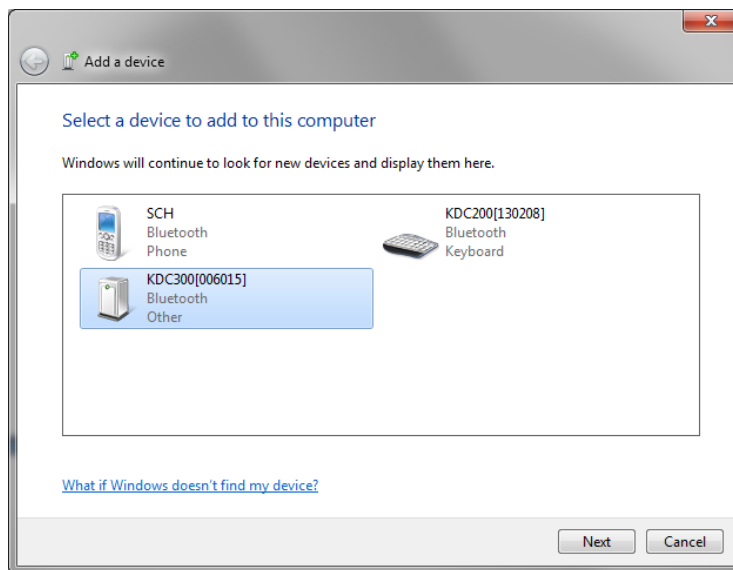 Add a device
Select a device to add to this computer
Windows will continue to look for new devices and display them here.
SCH
Bluetooth
Phone
KDC200[130208]
Bluetooth
Keyboard
KDC300[006015]
Bluetooth
Other
What if Windows doesn't find my device?
Next
Cancel